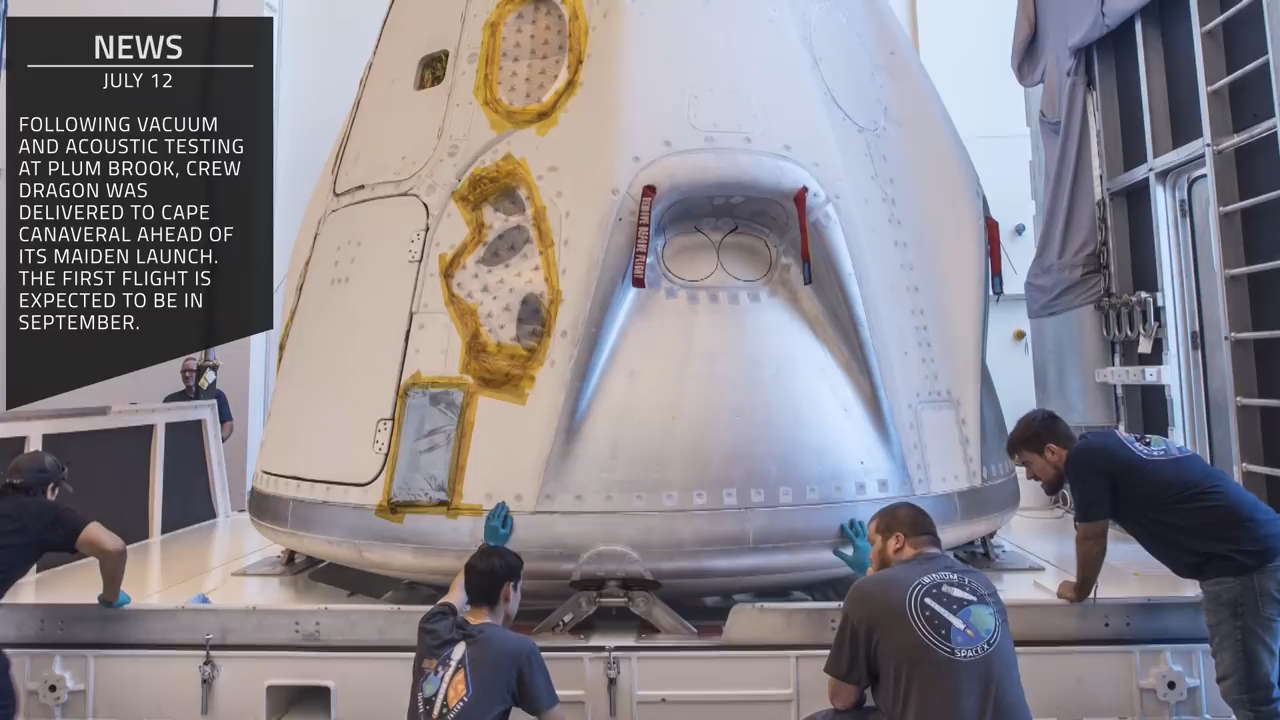 NEWS
JULY 12
FOLLOWING VACUUM
AND ACOUSTIC TESTING
AT PLUM BROOK, CREW
DRAGON WAS
DELIVERED TO CAPE
CANAVERAL AHEAD OF
ITS MAIDEN LAUNCH.
THE FIRST FLIGHT IS
EXPECTED TO BE IN
SEPTEMBER.
REMOVE BEFORE FLIGHT
IRIDIUM-1
SPACEX